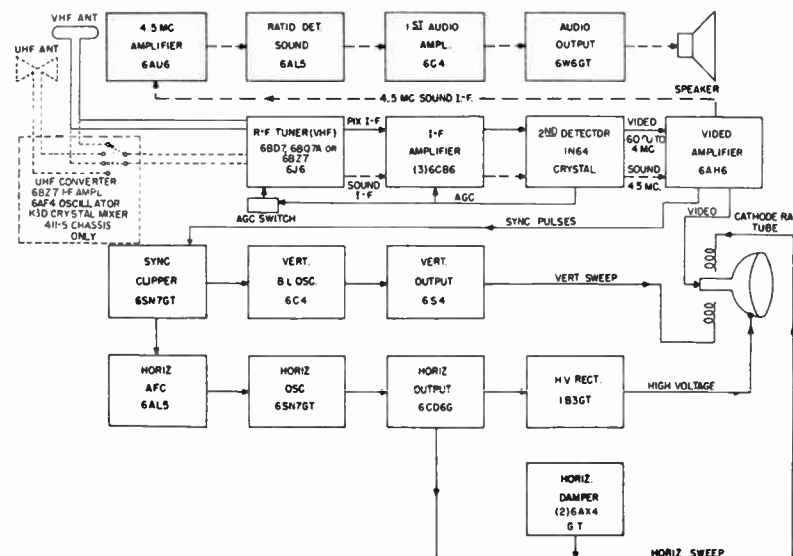 VHF ANT
UHF ANT
4.5 MC
AMPLIFIER
6AU6
RATIO DET.
SOUND
6AL5
1ST AUDIO
AMPL.
6C4
AUDIO
OUTPUT
6W6GT
SPEAKER
4.5 MC SOUND I-F.
R-F TUNER(VHF)
6BD7, 6BQ7A OR
6BZ7
6J6
PIX I-F
SOUND
I-F
I-F
AMPLIFIER
(3)6CB6
2ND DETECTOR
1N64
CRYSTAL
VIDEO
60~ TO
4 MC
SOUND
4.5 MC.
VIDEO
AMPLIFIER
6AH6
UHF CONVERTER
6BZ7 I-F AMPL
6AF4 OSCILLATOR
K3D CRYSTAL MIXER
411-5 CHASSIS
ONLY
AGC SWITCH
AGC
SYNC PULSES
VIDEO
CATHODE RA
TUBE
SYNC
CLIPPER
6SN7GT
VERT.
B L OSC.
6C4
VERT.
OUTPUT
6S4
VERT SWEEP
HORIZ
AFC
6AL5
HORIZ
OSC
6SN7GT
HORIZ
OUTPUT
6CD6G
H.V. RECT.
1B3GT
HIGH VOLTAGE
HORIZ.
DAMPER
(2)6AX4
GT
HORIZ SWEEP